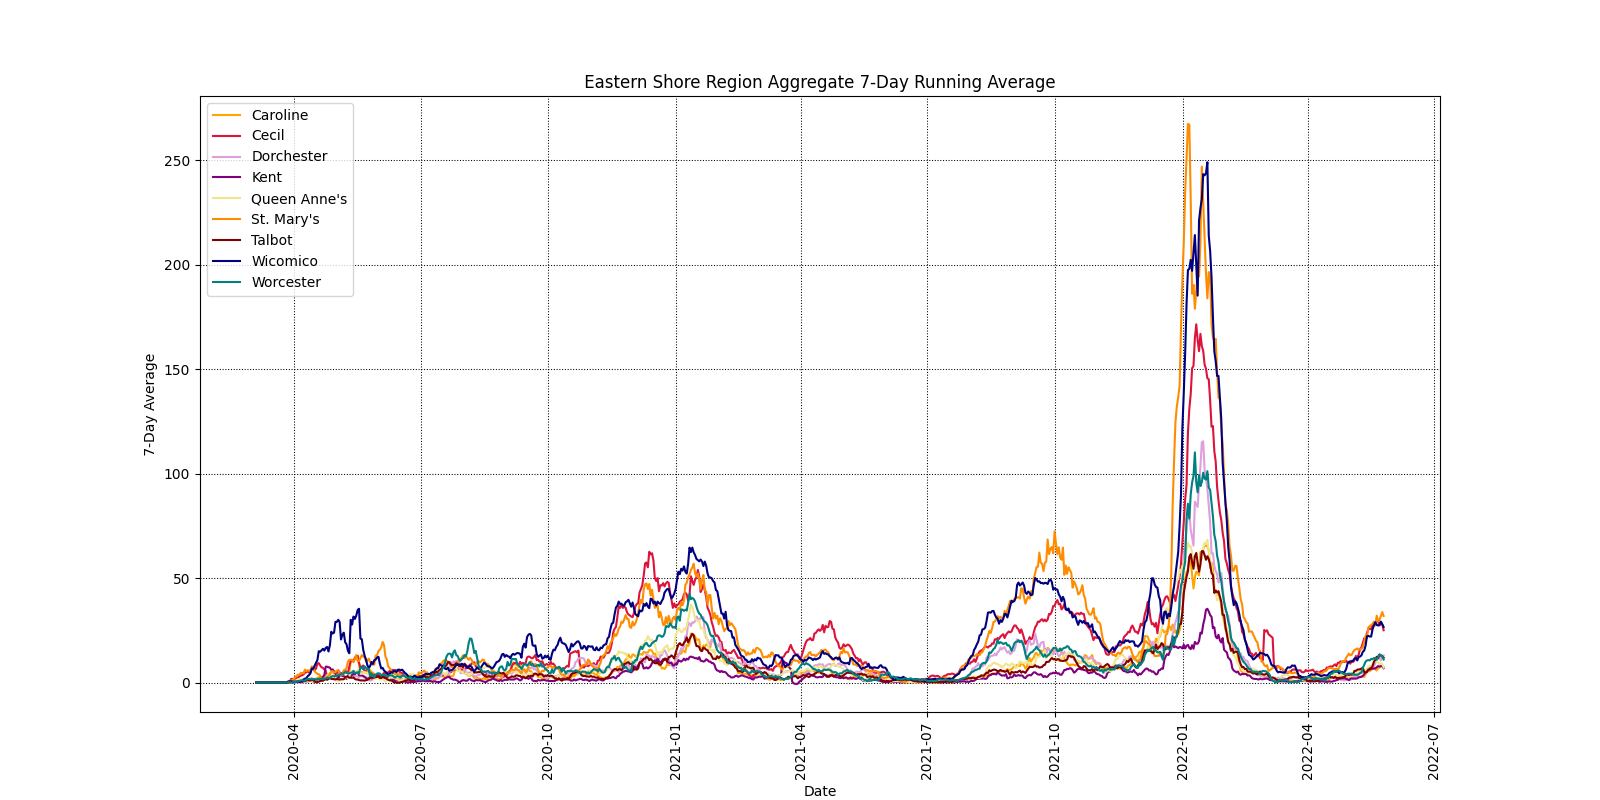 Eastern Shore Region Aggregate 7-Day Running Average
Caroline
Cecil
Dorchester
Kent
Queen Anne's
St. Mary's
Talbot
Wicomico
Worcester
7-Day Average
250
200
150
100
50
0
2020-04
2020-07
2020-10
2021-01
2021-04
2021-07
2021-10
2022-01
2022-04
2022-07
Date